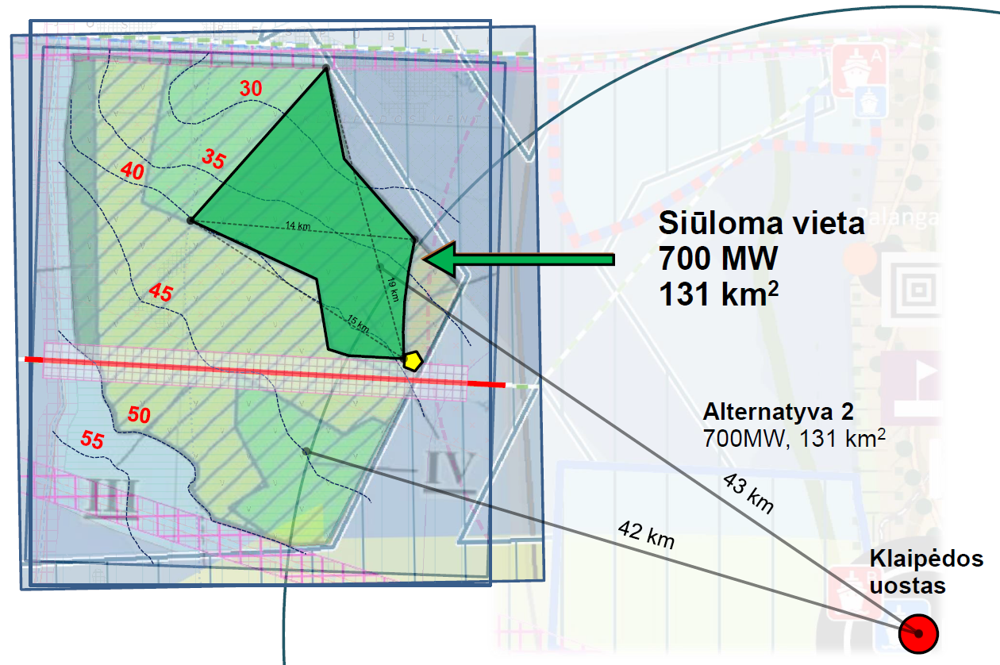 30
35
40
14 km
Palanga
Siūloma vieta
700 MW
131 km²
19 km
45
15 km
50
55
Alternatyva 2
700MW, 131 km²
IV
III
43 km
42 km
Klaipėdos
uostas
A
B